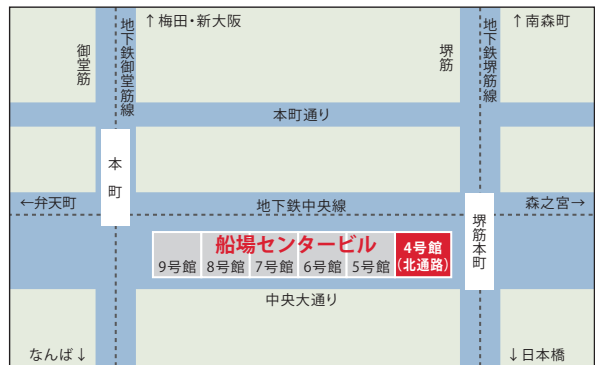 ↑梅田・新大阪
↑南森町
御堂筋
地下鉄御堂筋線
堺筋
地下鉄堺筋線
本町通り
本町
←弁天町
地下鉄中央線
森之宮→
堺筋本町
船場センタービル
9号館
8号館
7号館
6号館
5号館
4号館
(北通路)
中央大通り
なんば↓
↓日本橋